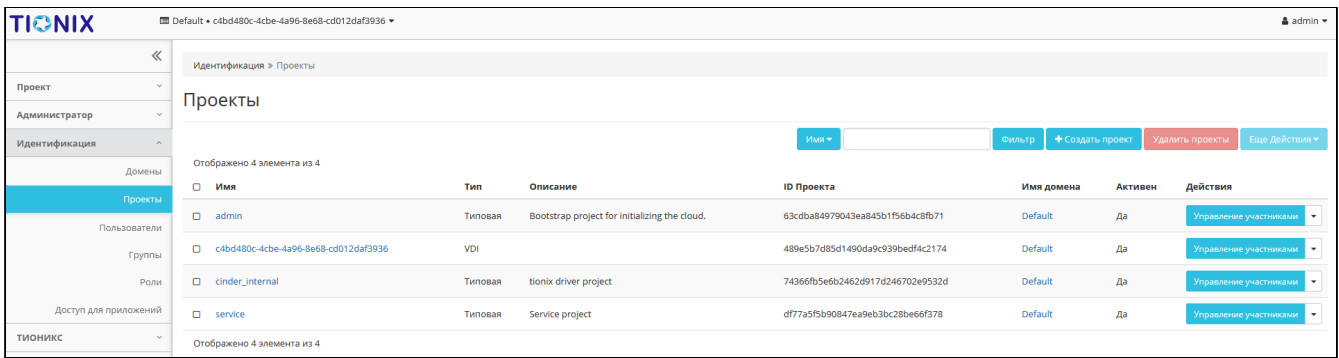 TIONIX
Default • c4bd480c-4cbe-4a96-8e68-cd012daf3936
admin
Идентификация » Проекты
Проект
Администратор
Идентификация
Домены
Проекты
Пользователи
Группы
Роли
Доступ для приложений
ТИОНИКС
Проекты
Имя Фильтр + Создать проект Удалить проекты Еще Действия
Отображено 4 элемента из 4
Имя Тип Описание ID Проекта Имя домена Активен Действия
admin Типовая Bootstrap project for initializing the cloud. 63cdba84979043ea845b1f56b4c8fb71 Default Да Управление участниками
c4bd480c-4cbe-4a96-8e68-cd012daf3936 VDI 489e5b7d85d1490da9c939bedf4c2174 Default Да Управление участниками
cinder_internal Типовая tionix driver project 74366fb5e6b2462d917d246702e9532d Default Да Управление участниками
service Типовая Service project df77a5f5b90847ea9eb3bc28be66f378 Default Да Управление участниками
Отображено 4 элемента из 4